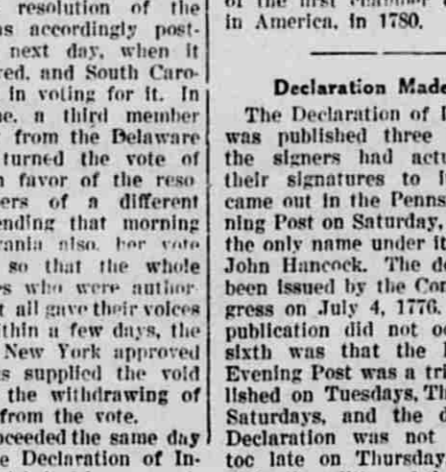 resolution of the
s accordingly post-
next day, when it
red, and South Caro-
in voting for it. In
e, a third member
from the Delaware
turned the vote of
n favor of the reso
ers of a different
ending that morning
vania also, her vote
so that the whole
s who were author
t all gave their voices
ithin a few days, the
New York approved
s supplied the void
the withdrawing of
from the vote.
oceeded the same day
e Declaration of In-
in America, in 1780.
Declaration Made
The Declaration of I
was published three
the signers had actu
their signatures to i
came out in the Penns
ning Post on Saturday,
the only name under it
John Hancock. The de
been issued by the Con
gress on July 4, 1776.
publication did not oc
sixth was that the
Evening Post was a tri
lished on Tuesdays, Th
Saturdays, and the d
Declaration was not
toc late on Thursday